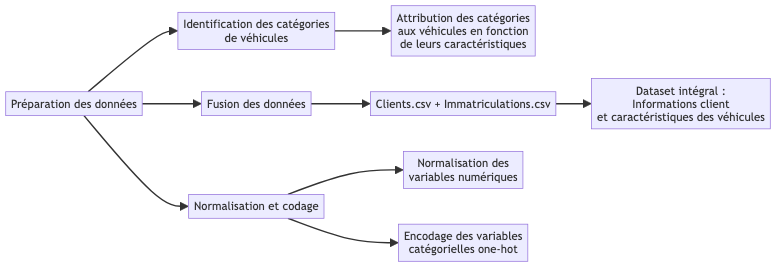 Identification des catégories
de véhicules
Attribution des catégories
aux véhicules en fonction
de leurs caractéristiques
Préparation des données
Fusion des données
Clients.csv + Immatriculations.csv
Dataset intégral :
Informations client
et caractéristiques des véhicules
Normalisation et codage
Normalisation des
variables numériques
Encodage des variables
catégorielles one-hot